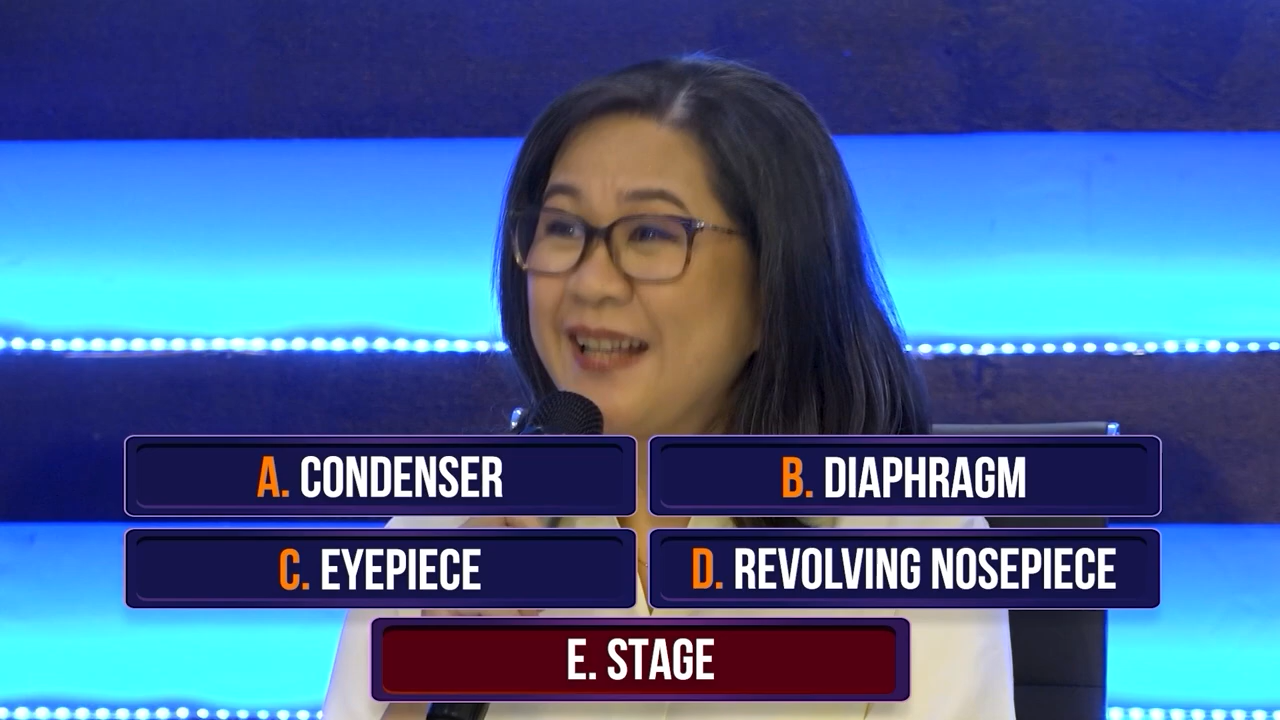 A. CONDENSER
B. DIAPHRAGM
C. EYEPIECE
D. REVOLVING NOSEPIECE
E. STAGE